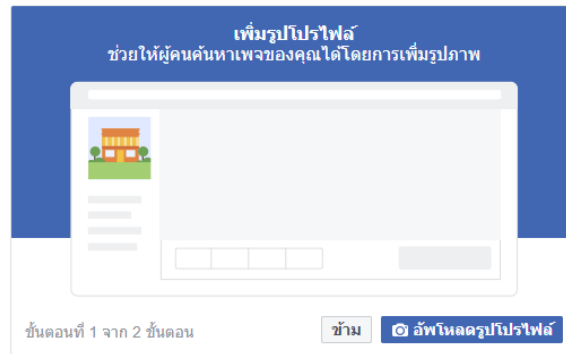 เพิ่มรูปโปรไฟล์
ช่วยให้ผู้คนค้นหาเพจของคุณได้โดยการเพิ่มรูปภาพ
ขั้นตอนที่ 1 จาก 2 ขั้นตอน
ข้าม
อัพโหลดรูปโปรไฟล์